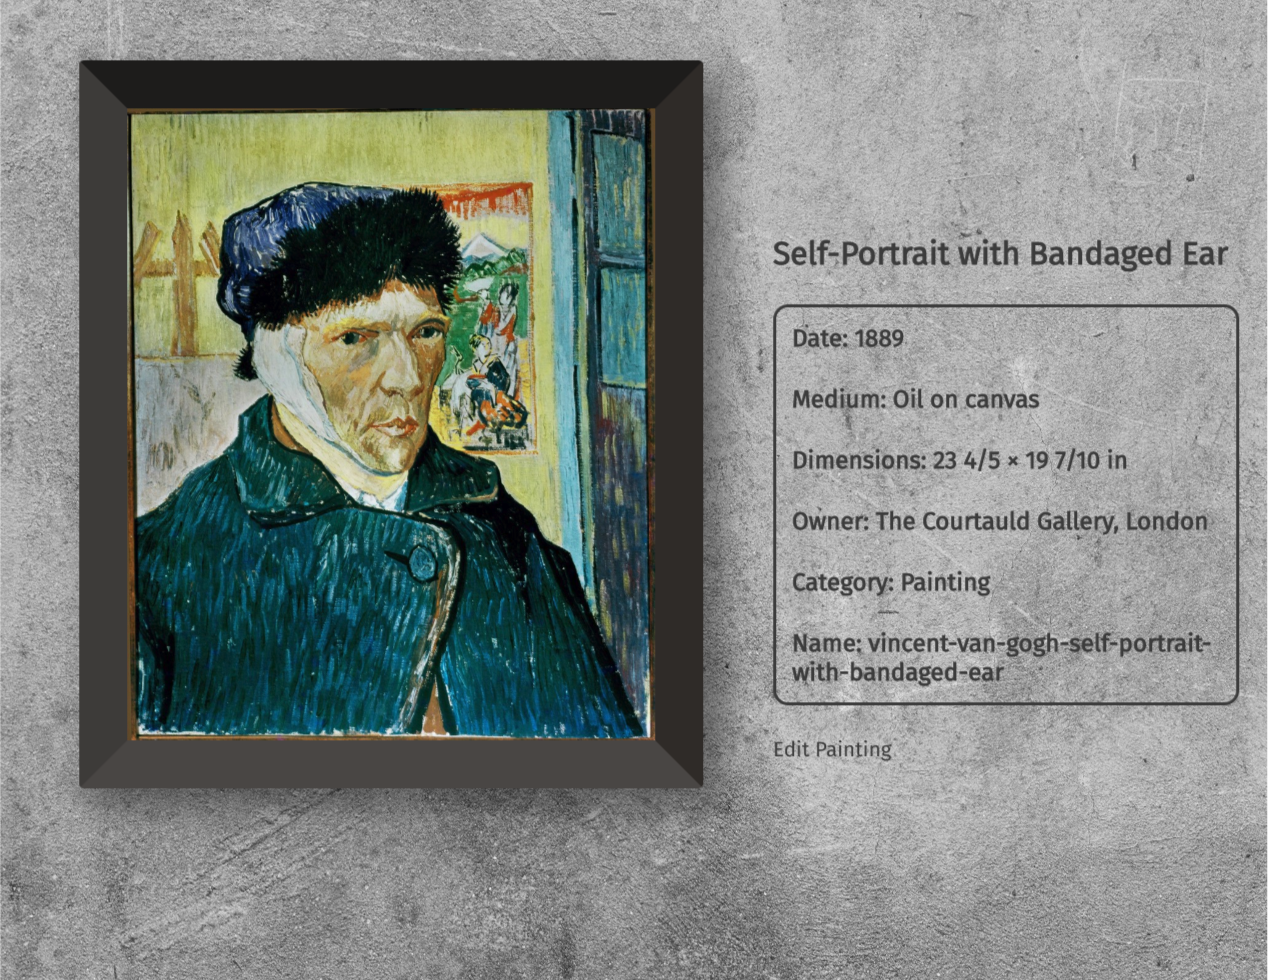 Self-Portrait with Bandaged Ear
Date: 1889
Medium: Oil on canvas
Dimensions: 23 4/5 × 19 7/10 in
Owner: The Courtauld Gallery, London
Category: Painting
Name: vincent-van-gogh-self-portrait-
with-bandaged-ear
Edit Painting